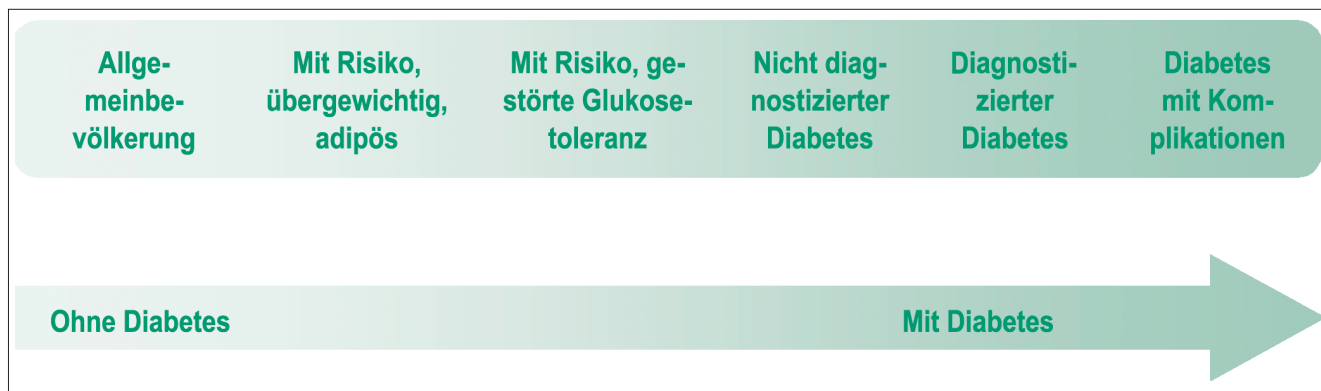 Allge-
meinbe-
völkerung
Mit Risiko,
übergewichtig,
adipös
Mit Risiko, ge-
störte Glukose-
toleranz
Nicht diag-
nostizierter
Diabetes
Diagnosti-
zierter
Diabetes
Diabetes
mit Kom-
plikationen
Ohne Diabetes
Mit Diabetes